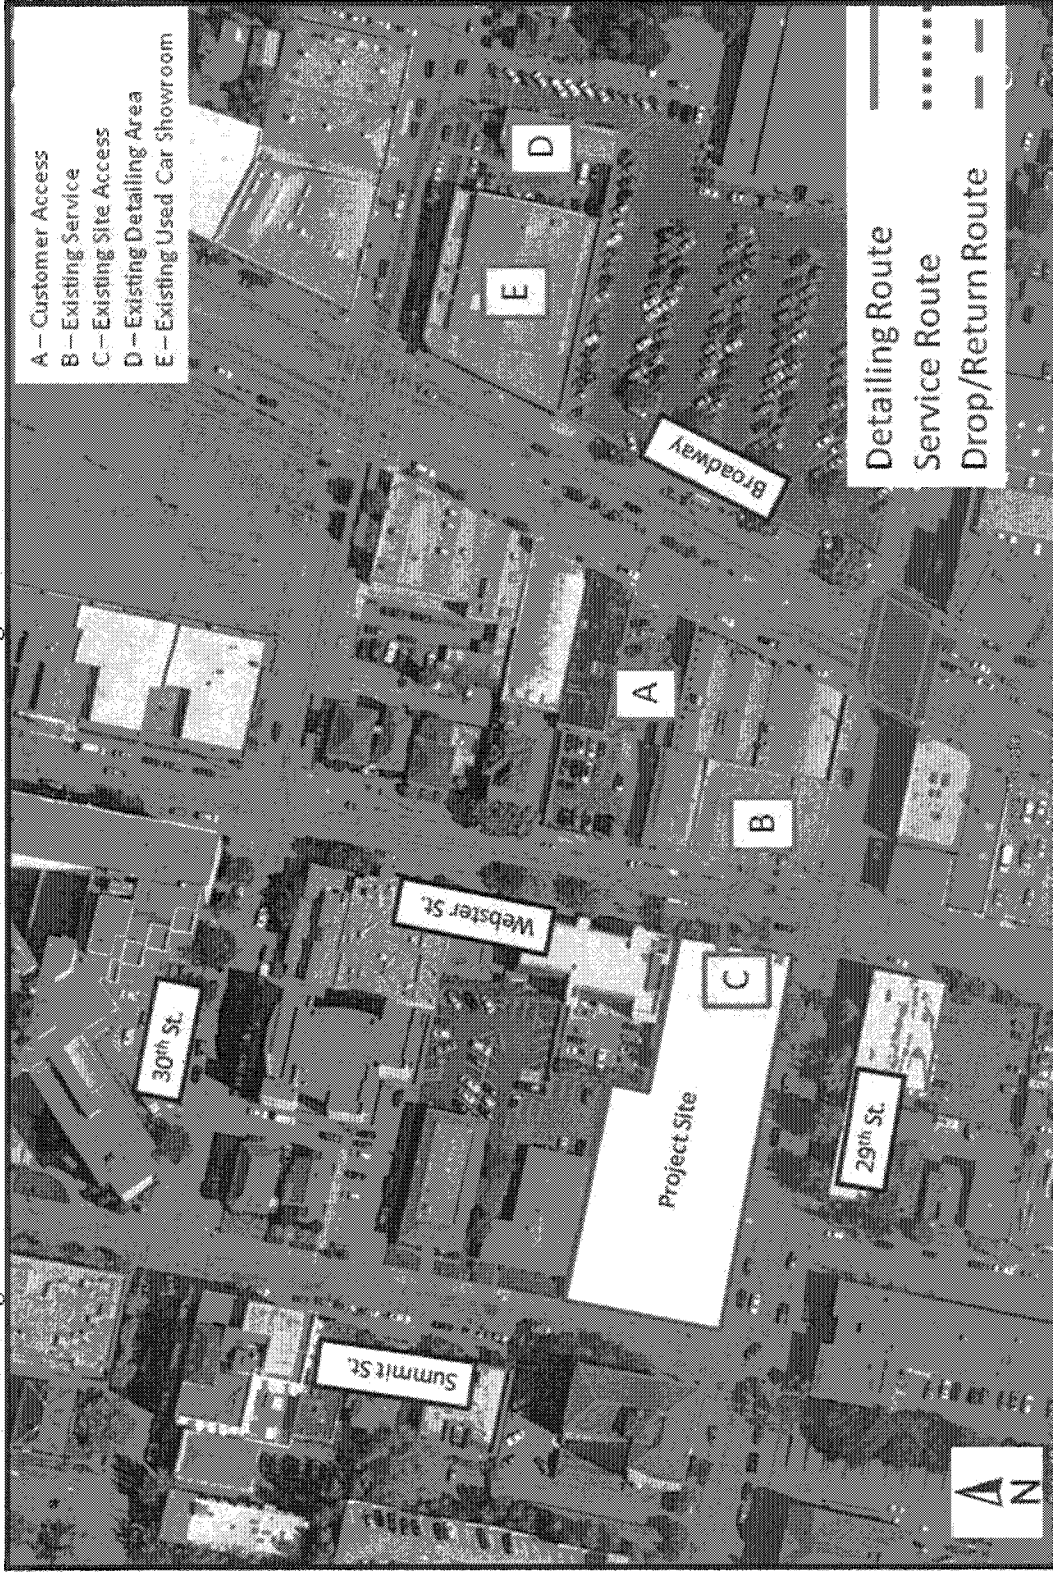 A – Customer Access
B – Existing Service
C – Existing Site Access
D – Existing Detailing Area
E – Existing Used Car Showroom
30th St.
Summit St.
Webster St.
Broadway
29th St.
Project Site
A
B
C
D
E
Detailing Route
Service Route
Drop/Return Route
N